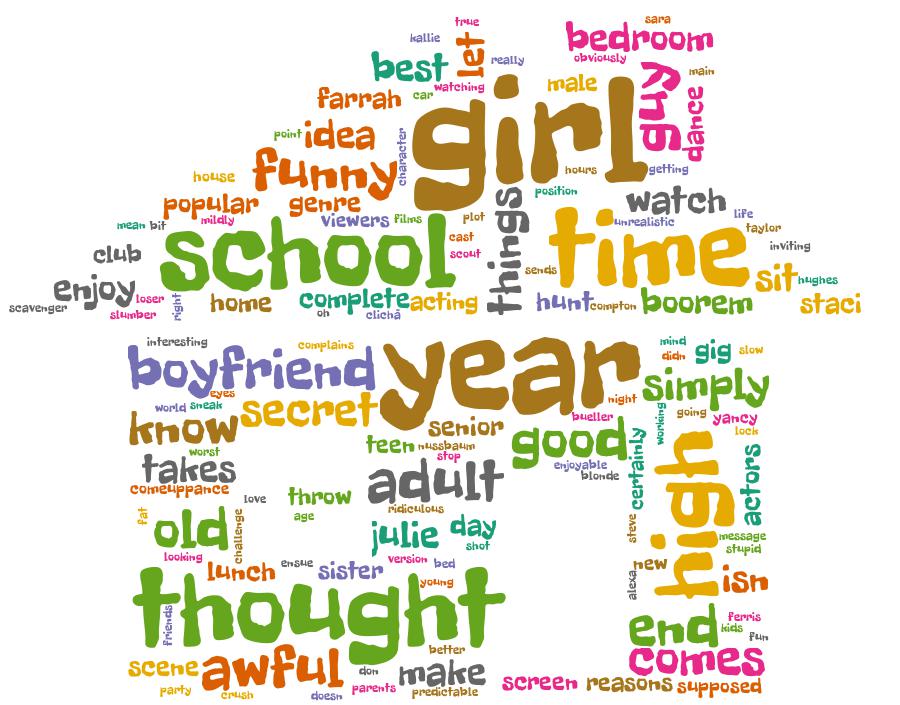 true
sara
kallie
let
bedroom
best
really
obviously
guy
main
watching
car
male
dance
farrah
girl
point
idea
character
funny
house
hours
getting
popular
genre
things
position
watch
mean
bit
mildly
viewers
films
plot
unrealistic
life
taylor
school
cast
time
inviting
club
scout
sends
sit
hughes
enjoy
loser
right
home
complete
acting
hunt
compton
boorem
staci
scavenger
slumber
oh
clichâ
interesting
complains
year
mind
gig
slow
didn
boyfriend
simply
eyes
night
world
sneak
secret
bueller
working
going
yancy
know
senior
good
certainly
high
lock
worst
teen
nussbaum
stop
enjoyable
blonde
actors
takes
adult
comeuppance
love
throw
ridiculous
fat
old
challenge
age
julie
day
shot
steve
message
stupid
looking
lunch
ensue
sister
version
bed
new
alexa
isn
young
thought
friends
end
ferris
kids
fun
better
comes
scene
awful
don
make
party
crush
doesn
parents
predictable
screen
reasons
supposed